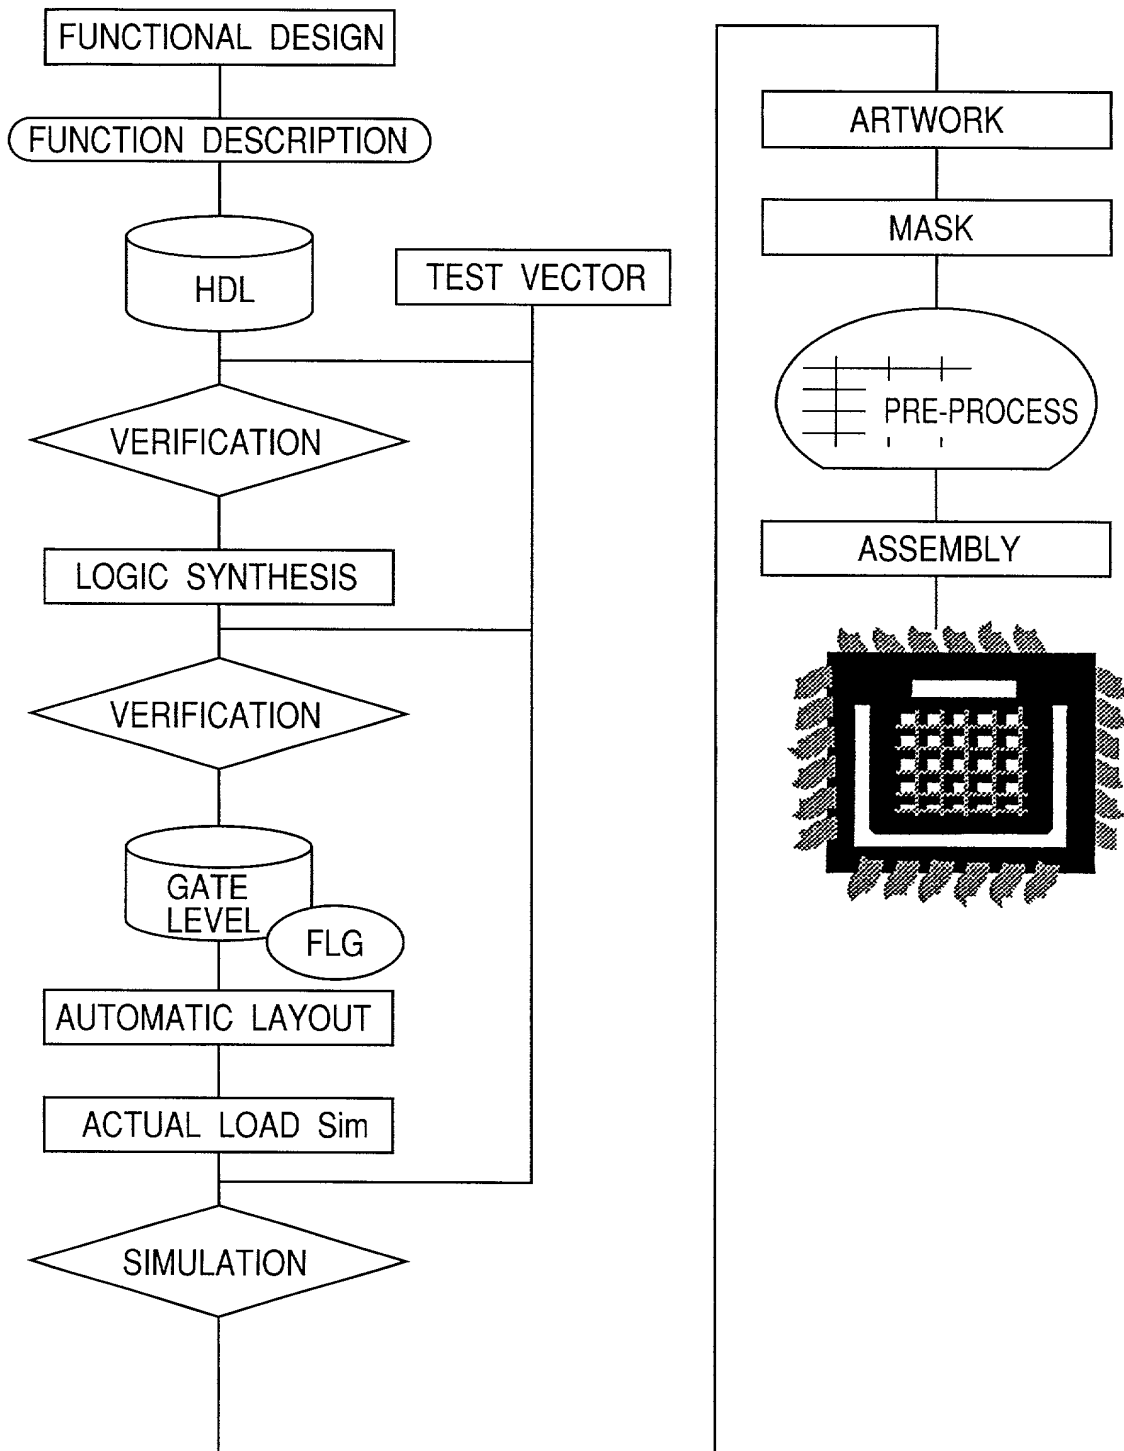 FUNCTIONAL DESIGN
FUNCTION DESCRIPTION
HDL
TEST VECTOR
VERIFICATION
LOGIC SYNTHESIS
VERIFICATION
GATE
LEVEL
FLG
AUTOMATIC LAYOUT
ACTUAL LOAD Sim
SIMULATION
ARTWORK
MASK
PRE-PROCESS
ASSEMBLY